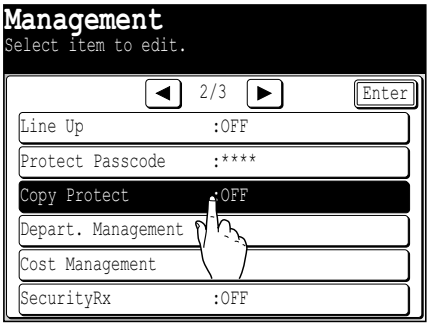 Management
Select item to edit.
2/3 Enter
Line Up :OFF
Protect Passcode :****
Copy Protect :OFF
Depart. Management
Cost Management
SecurityRx :OFF